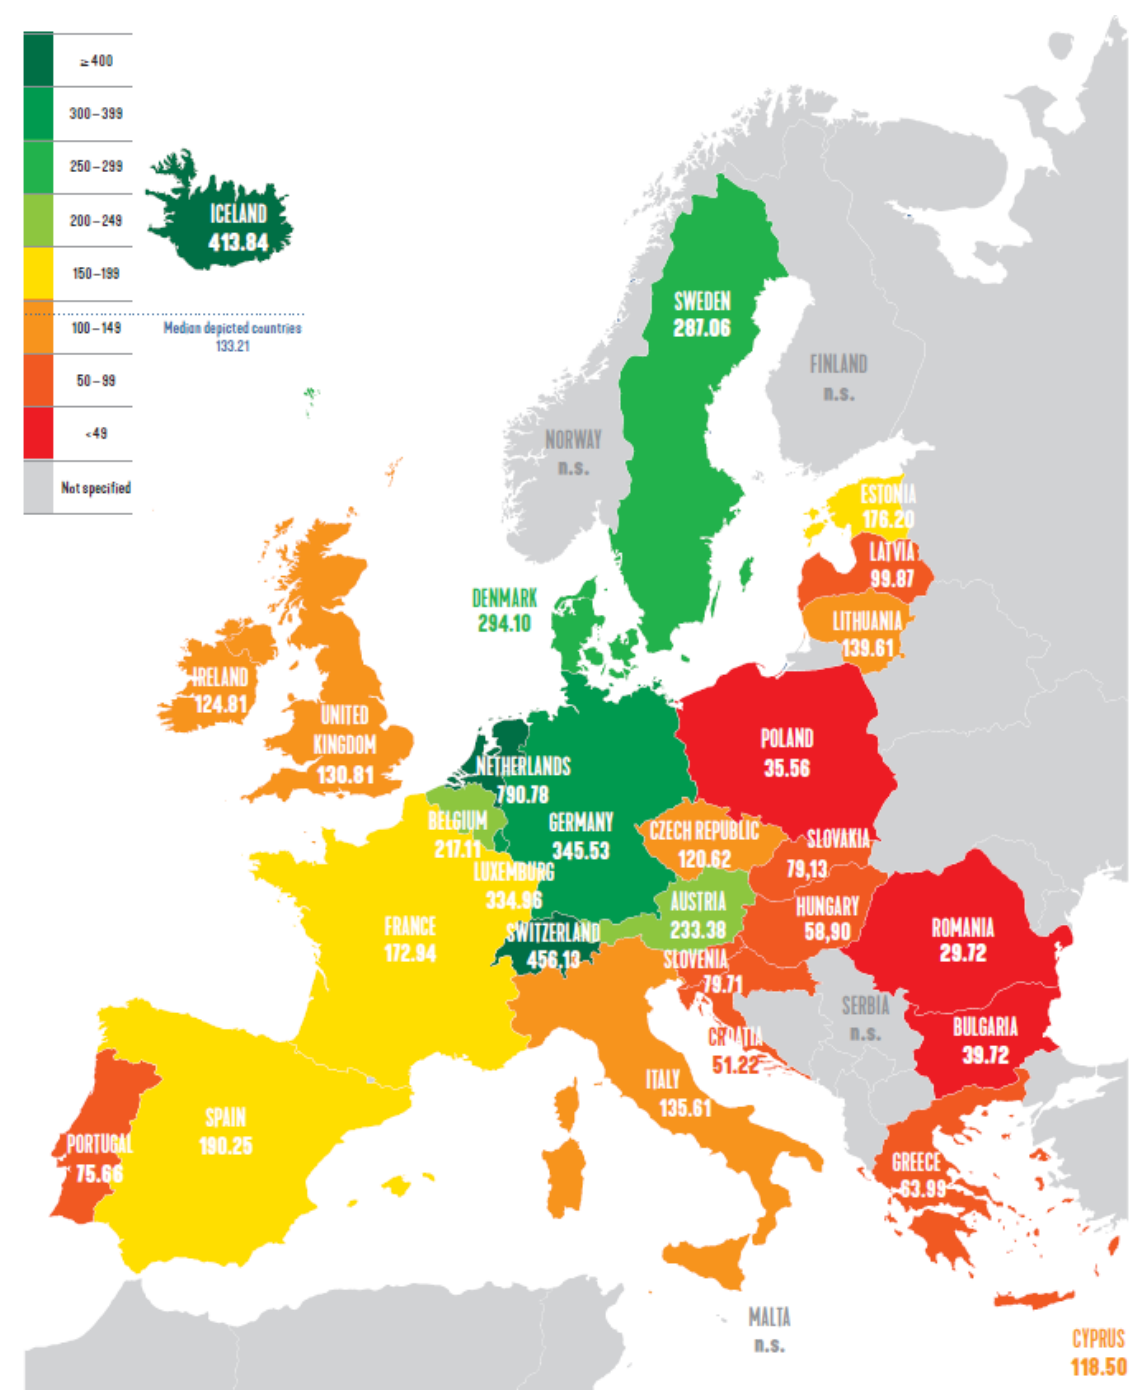 ≥400
300–399
250–299
200–249
150–199
100–149
50–99
<49
Not specified
Median depicted countries
133.21
ICELAND
413.84
SWEDEN
287.06
FINLAND
n.s.
NORWAY
n.s.
ESTONIA
176.20
LATVIA
99.87
LITHUANIA
139.61
DENMARK
294.10
IRELAND
124.81
UNITED
KINGDOM
130.81
NETHERLANDS
790.78
POLAND
35.56
BELGIUM
217.11
GERMANY
345.53
LUXEMBURG
334.96
CZECH REPUBLIC
120.62
SLOVAKIA
79,13
AUSTRIA
233.38
HUNGARY
58,90
FRANCE
172.94
SWITZERLAND
456.13
SLOVENIA
79.71
ROMANIA
29.72
SERBIA
n.s.
BULGARIA
39.72
CROATIA
51.22
ITALY
135.61
SPAIN
190.25
PORTUGAL
75.66
GREECE
63.99
MALTA
n.s.
CYPRUS
118.50